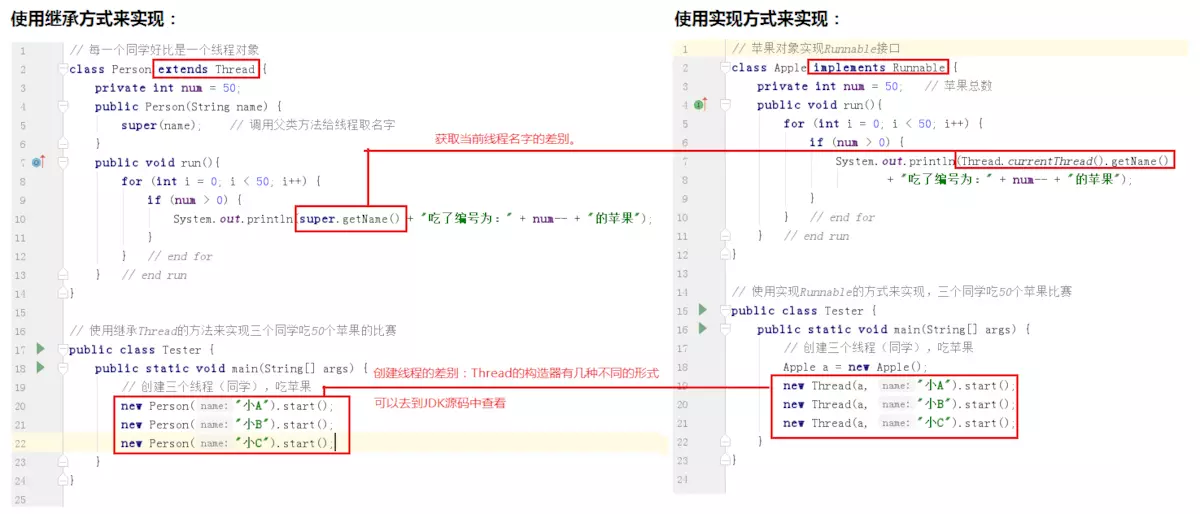 使用继承方式来实现：
1 // 每一个同学好比是一个线程对象
2 class Person extends Thread {
3 private int num = 50;
4 public Person(String name) {
5 super(name); // 调用父类方法给线程取名字
6 }
7 public void run(){
8 for (int i = 0; i < 50; i++) {
9 if (num > 0) {
10 System.out.println(super.getName() + "吃了编号为：" + num-- + "的苹果");
11 }
12 } // end for
13 } // end run
14 }
15
16 // 使用继承Thread的方法来实现三个同学吃50个苹果的比赛
17 public class Tester {
18 public static void main(String[] args) {
19 // 创建三个线程（同学），吃苹果
20 new Person( name: "小A").start();
21 new Person( name: "小B").start();
22 new Person( name: "小C").start();
23 }
24 }
25
获取当前线程名字的差别。
创建线程的差别：Thread的构造器有几种不同的形式
可以去到JDK源码中查看
使用实现方式来实现：
1 // 苹果对象实现Runnable接口
2 class Apple implements Runnable {
3 private int num = 50; // 苹果总数
4 public void run(){
5 for (int i = 0; i < 50; i++) {
6 if (num > 0) {
7 System.out.println(Thread.currentThread().getName()
8 + "吃了编号为：" + num-- + "的苹果");
9 }
10 } // end for
11 } // end run
12 }
13
14 // 使用实现Runnable的方式来实现，三个同学吃50个苹果比赛
15 public class Tester {
16 public static void main(String[] args) {
17 // 创建三个线程（同学），吃苹果
18 Apple a = new Apple();
19 new Thread(a, name: "小A").start();
20 new Thread(a, name: "小B").start();
21 new Thread(a, name: "小C").start();
22 }
23 }
24